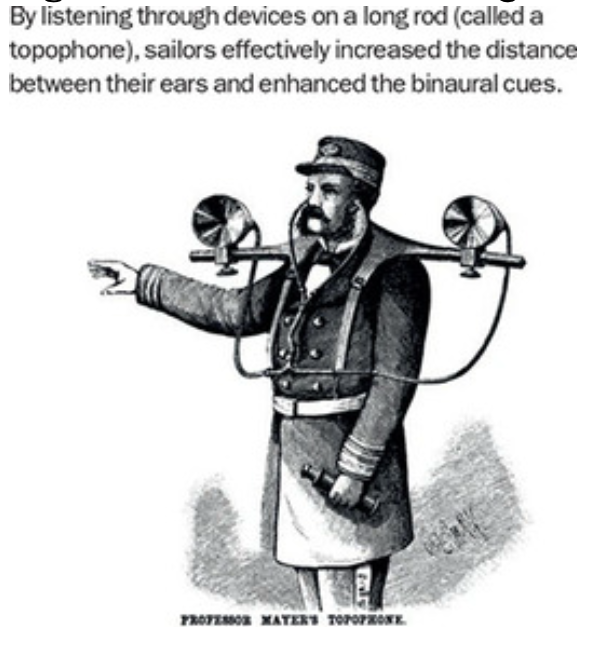 By listening through devices on a long rod (called a
topophone), sailors effectively increased the distance
between their ears and enhanced the binaural cues.
PROFESSOR MAYER'S TOPOPHONE.